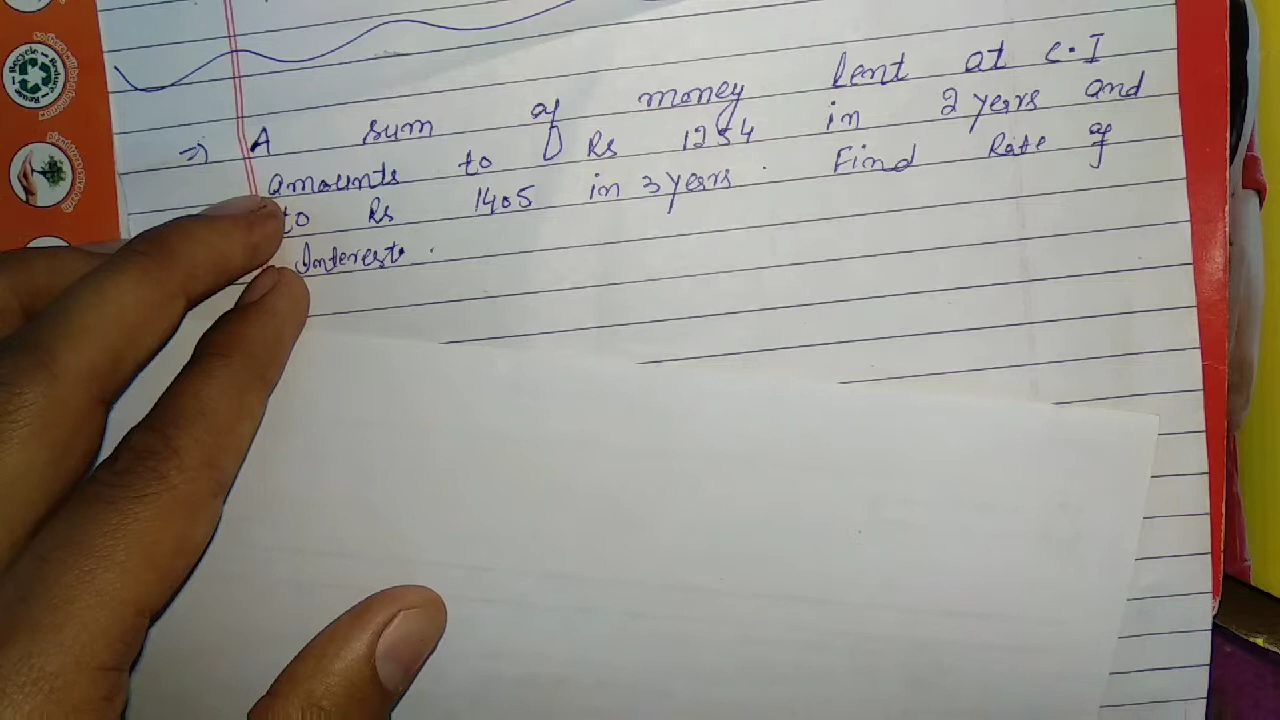 => A sum of money lent at C.I
amounts to Rs 1254 in 2 years and
to Rs 1405 in 3 years. Find Rate of
Interest.